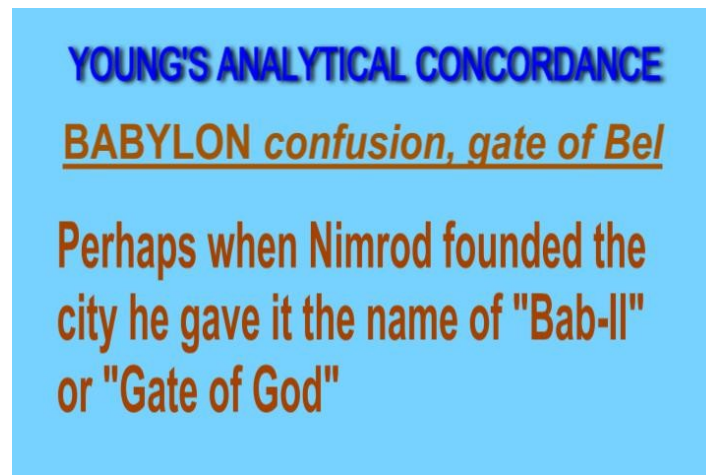 YOUNG'S ANALYTICAL CONCORDANCE
BABYLON confusion, gate of Bel
Perhaps when Nimrod founded the
city he gave it the name of "Bab-Il"
or "Gate of God"